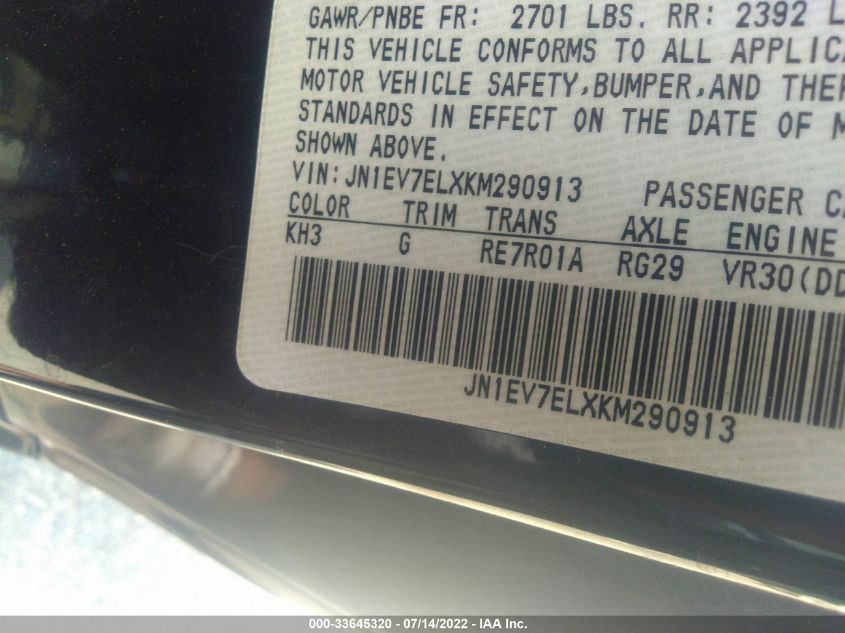 GAWR/PNBE FR: 2701 LBS. RR: 2392 L
THIS VEHICLE CONFORMS TO ALL APPLICA
MOTOR VEHICLE SAFETY,BUMPER,AND THEF
STANDARDS IN EFFECT ON THE DATE OF M
SHOWN ABOVE.
VIN:JN1EV7ELXKM290913 PASSENGER CA
COLOR TRIM TRANS AXLE ENGINE
KH3 G RE7R01A RG29 VR30(DD
JN1EV7ELXKM290913
000-33645320 - 07/14/2022 - IAA Inc.